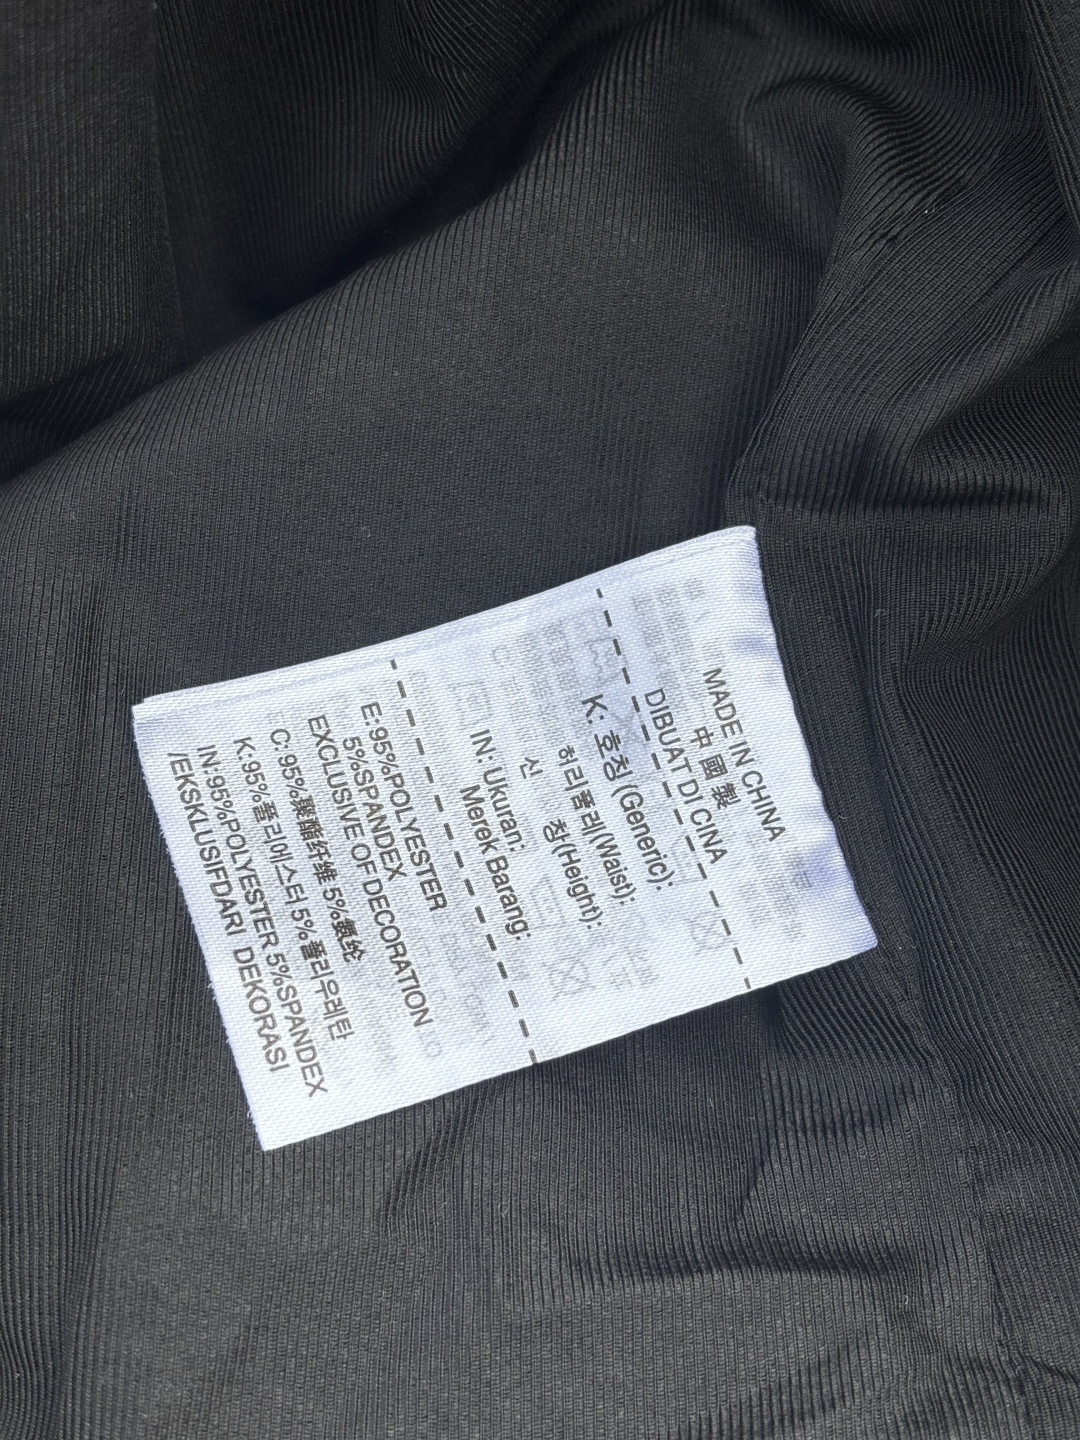 MADE IN CHINA
中國製
DIBUAT DI CINA
K: 호칭(Generic):
허리둘레(Waist):
신 장(Height):
IN: Ukuran:
Merek Barang:
E:95%POLYESTER
5%SPANDEX
EXCLUSIVE OF DECORATION
C:95%聚酯纤维 5%氨纶
K:95%폴리에스터 5%폴리우레탄
IN:95%POLYESTER 5%SPANDEX
/EKSKLUSIFDARI DEKORASI